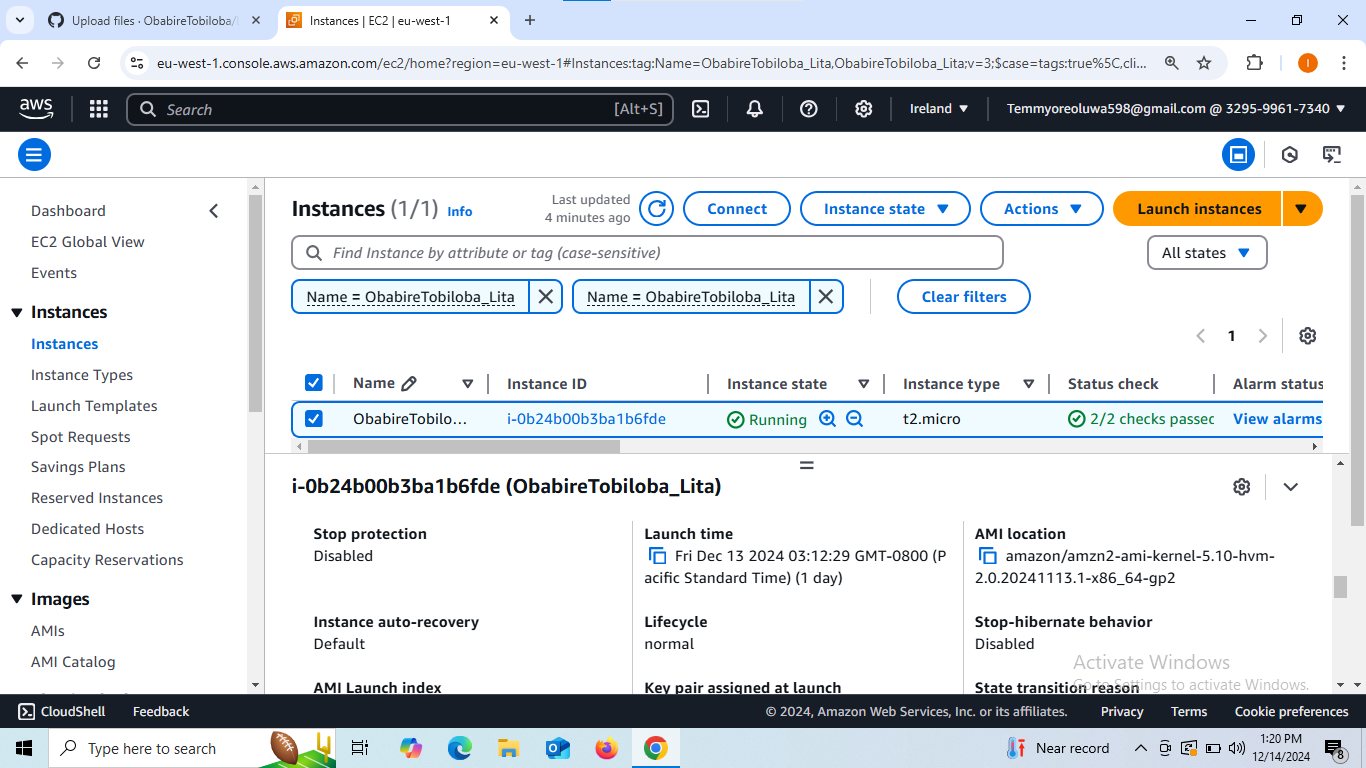 Upload files · ObabireTobiloba/
Instances | EC2 | eu-west-1
eu-west-1.console.aws.amazon.com/ec2/home?region=eu-west-1#Instances:tag:Name=ObabireTobiloba_Lita,ObabireTobiloba_Lita;v=3;$case=tags:true%5C,cli...
I
aws
Search
[Alt+S]
Ireland
Temmyoreoluwa598@gmail.com @ 3295-9961-7340
Dashboard
EC2 Global View
Events
Instances
Instances
Instance Types
Launch Templates
Spot Requests
Savings Plans
Reserved Instances
Dedicated Hosts
Capacity Reservations
Images
AMIs
AMI Catalog
Instances (1/1) Info
Last updated
4 minutes ago
Connect
Instance state
Actions
Launch instances
Find Instance by attribute or tag (case-sensitive)
All states
Name = ObabireTobiloba_Lita
Name = ObabireTobiloba_Lita
Clear filters
1
Name
Instance ID
Instance state
Instance type
Status check
Alarm status
ObabireTobilo...
i-0b24b00b3ba1b6fde
Running
t2.micro
2/2 checks passed
View alarms
i-0b24b00b3ba1b6fde (ObabireTobiloba_Lita)
Stop protection
Disabled
Launch time
Fri Dec 13 2024 03:12:29 GMT-0800 (P
acific Standard Time) (1 day)
AMI location
amazon/amzn2-ami-kernel-5.10-hvm-
2.0.20241113.1-x86_64-gp2
Instance auto-recovery
Default
Lifecycle
normal
Stop-hibernate behavior
Disabled
AMI Launch index
Key pair assigned at launch
State transition reason
Activate Windows
Go to Settings to activate Windows.
CloudShell
Feedback
© 2024, Amazon Web Services, Inc. or its affiliates.
Privacy
Terms
Cookie preferences
Type here to search
Near record
1:20 PM
12/14/2024
8